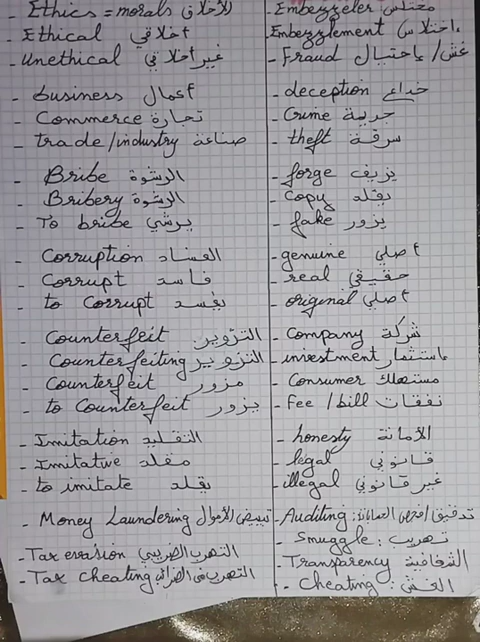 Ethics = morals الأخلاق
- Ethical أخلاقي
- Unethical غير أخلاقي
- business أعمال
- Commerce تجارة
- trade/industry صناعة
- Bribe الرشوة
- Bribery الرشوة
- To bribe يرشي
- Corruption الفساد
- Corrupt فاسد
- to Corrupt يفسد
- Counterfeit التزوير
- Counterfeiting التزوير
- Counterfeit مزور
- to Counterfeit يزور
- Imitation التقليد
- Imitative مقلد
- to imitate يقلد
- Money Laundering تبييض الأموال
- Tax evasion التهرب الضريبي
- Tax cheating التهرب في الضرائب
- Embezzeler مختلس
Embezzlement اختلاس
- Fraud غش/احتيال
- deception خداع
- Crime جريمة
- theft سرقة
- forge يزيف
- copy يقلد
- fake يزور
- genuine أصلي
- real حقيقي
- original أصلي
- Company شركة
- investment استثمار
- Consumer مستهلك
- Fee/bill نفقات
- honesty الأمانة
- legal قانوني
- illegal غير قانوني
- Auditing: تدقيق/
- Smuggle: تهريب
- Transparency الشفافية
- Cheating: الغش